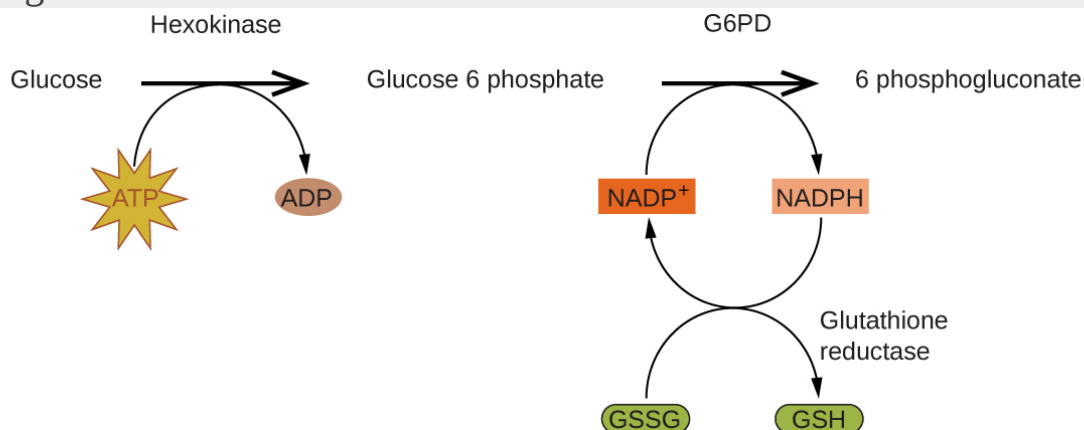 Hexokinase
G6PD
Glucose
Glucose 6 phosphate
6 phosphogluconate
ATP
ADP
NADP+
NADPH
Glutathione
reductase
GSSG
GSH